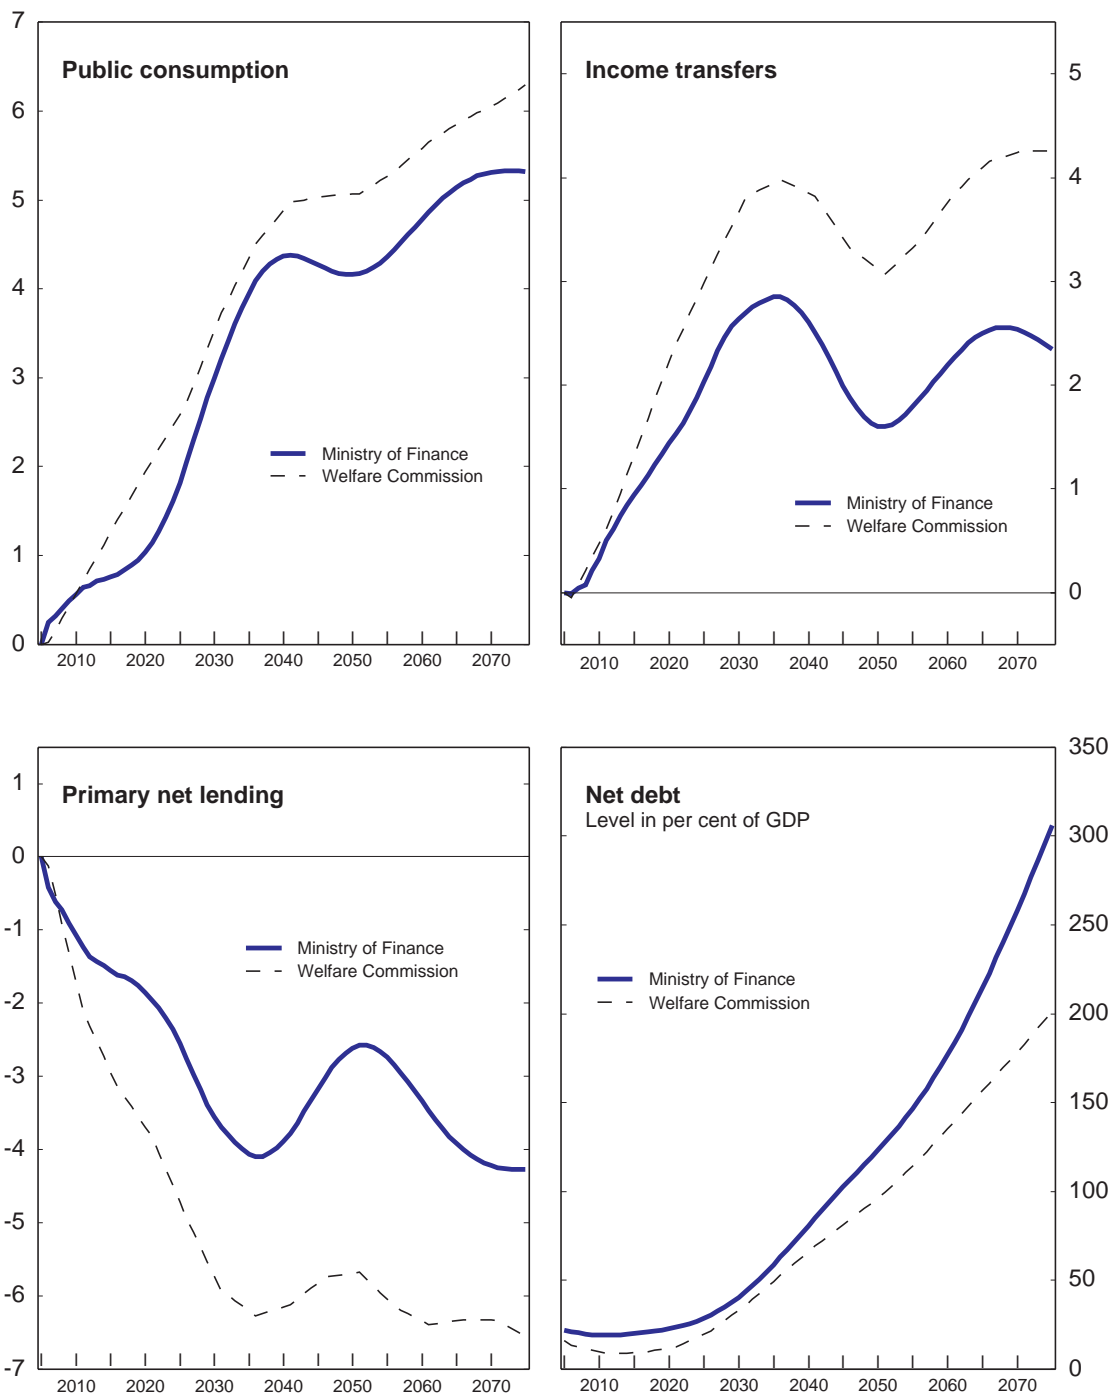 Public consumption
7
6
5
4
3
2
1
0
Ministry of Finance
Welfare Commission
2010 2020 2030 2040 2050 2060 2070
Income transfers
5
4
3
2
1
0
Ministry of Finance
Welfare Commission
2010 2020 2030 2040 2050 2060 2070
Primary net lending
1
0
-1
-2
-3
-4
-5
-6
-7
Ministry of Finance
Welfare Commission
2010 2020 2030 2040 2050 2060 2070
Net debt
Level in per cent of GDP
350
300
250
200
150
100
50
0
Ministry of Finance
Welfare Commission
2010 2020 2030 2040 2050 2060 2070